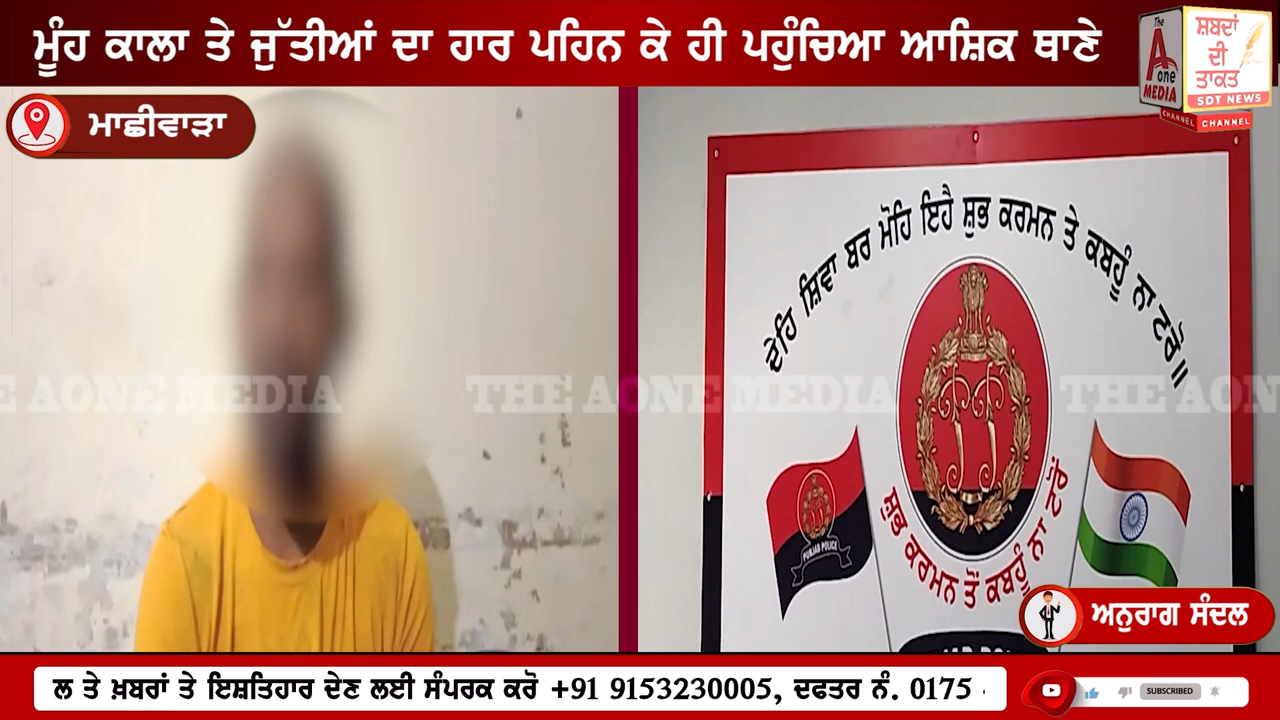 ਮੂੰਹ ਕਾਲਾ ਤੇ ਜੁੱਤੀਆਂ ਦਾ ਹਾਰ ਪਹਿਨ ਕੇ ਹੀ ਪਹੁੰਚਿਆ ਆਸ਼ਿਕ ਥਾਣੇ
The
A
one
MEDIA
CHANNEL
ਸ਼ਬਦਾਂ
ਦੀ
ਤਾਕਤ
SDT NEWS
CHANNEL
ਮਾਛੀਵਾੜਾ
ਦੇਹਿ ਸ਼ਿਵਾ ਬਰ ਮੋਹਿ ਇਹੈ ਸ਼ੁਭ ਕਰਮਨ ਤੇ ਕਬਹੂੰ ਨਾ ਟਰੋ॥
THE AONE MEDIA
THE AONE MEDIA
THE AON
PUNJAB POLICE
ਸ਼ੁਭ ਕਰਮਨ ਤੋਂ ਕਬਹੂੰ ਨਾ ਟਰੋਂ
ਅਨੁਰਾਗ ਸੰਦਲ
ਲ ਤੇ ਖ਼ਬਰਾਂ ਤੇ ਇਸ਼ਤਿਹਾਰ ਦੇਣ ਲਈ ਸੰਪਰਕ ਕਰੋ +91 9153230005, ਦਫਤਰ ਨੰ. 0175
SUBSCRIBED